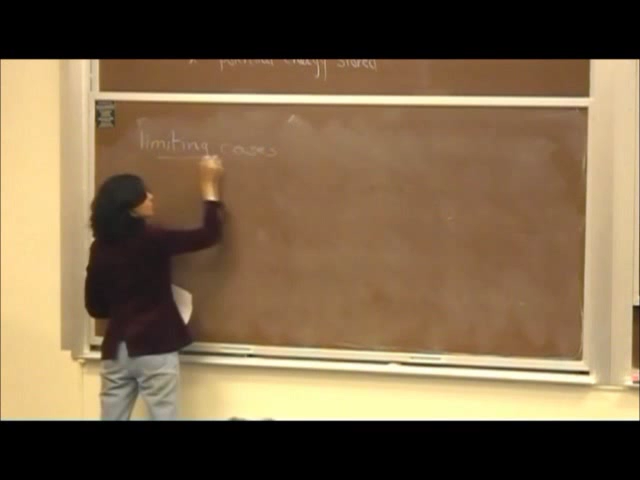 potential energy stored
limiting cases